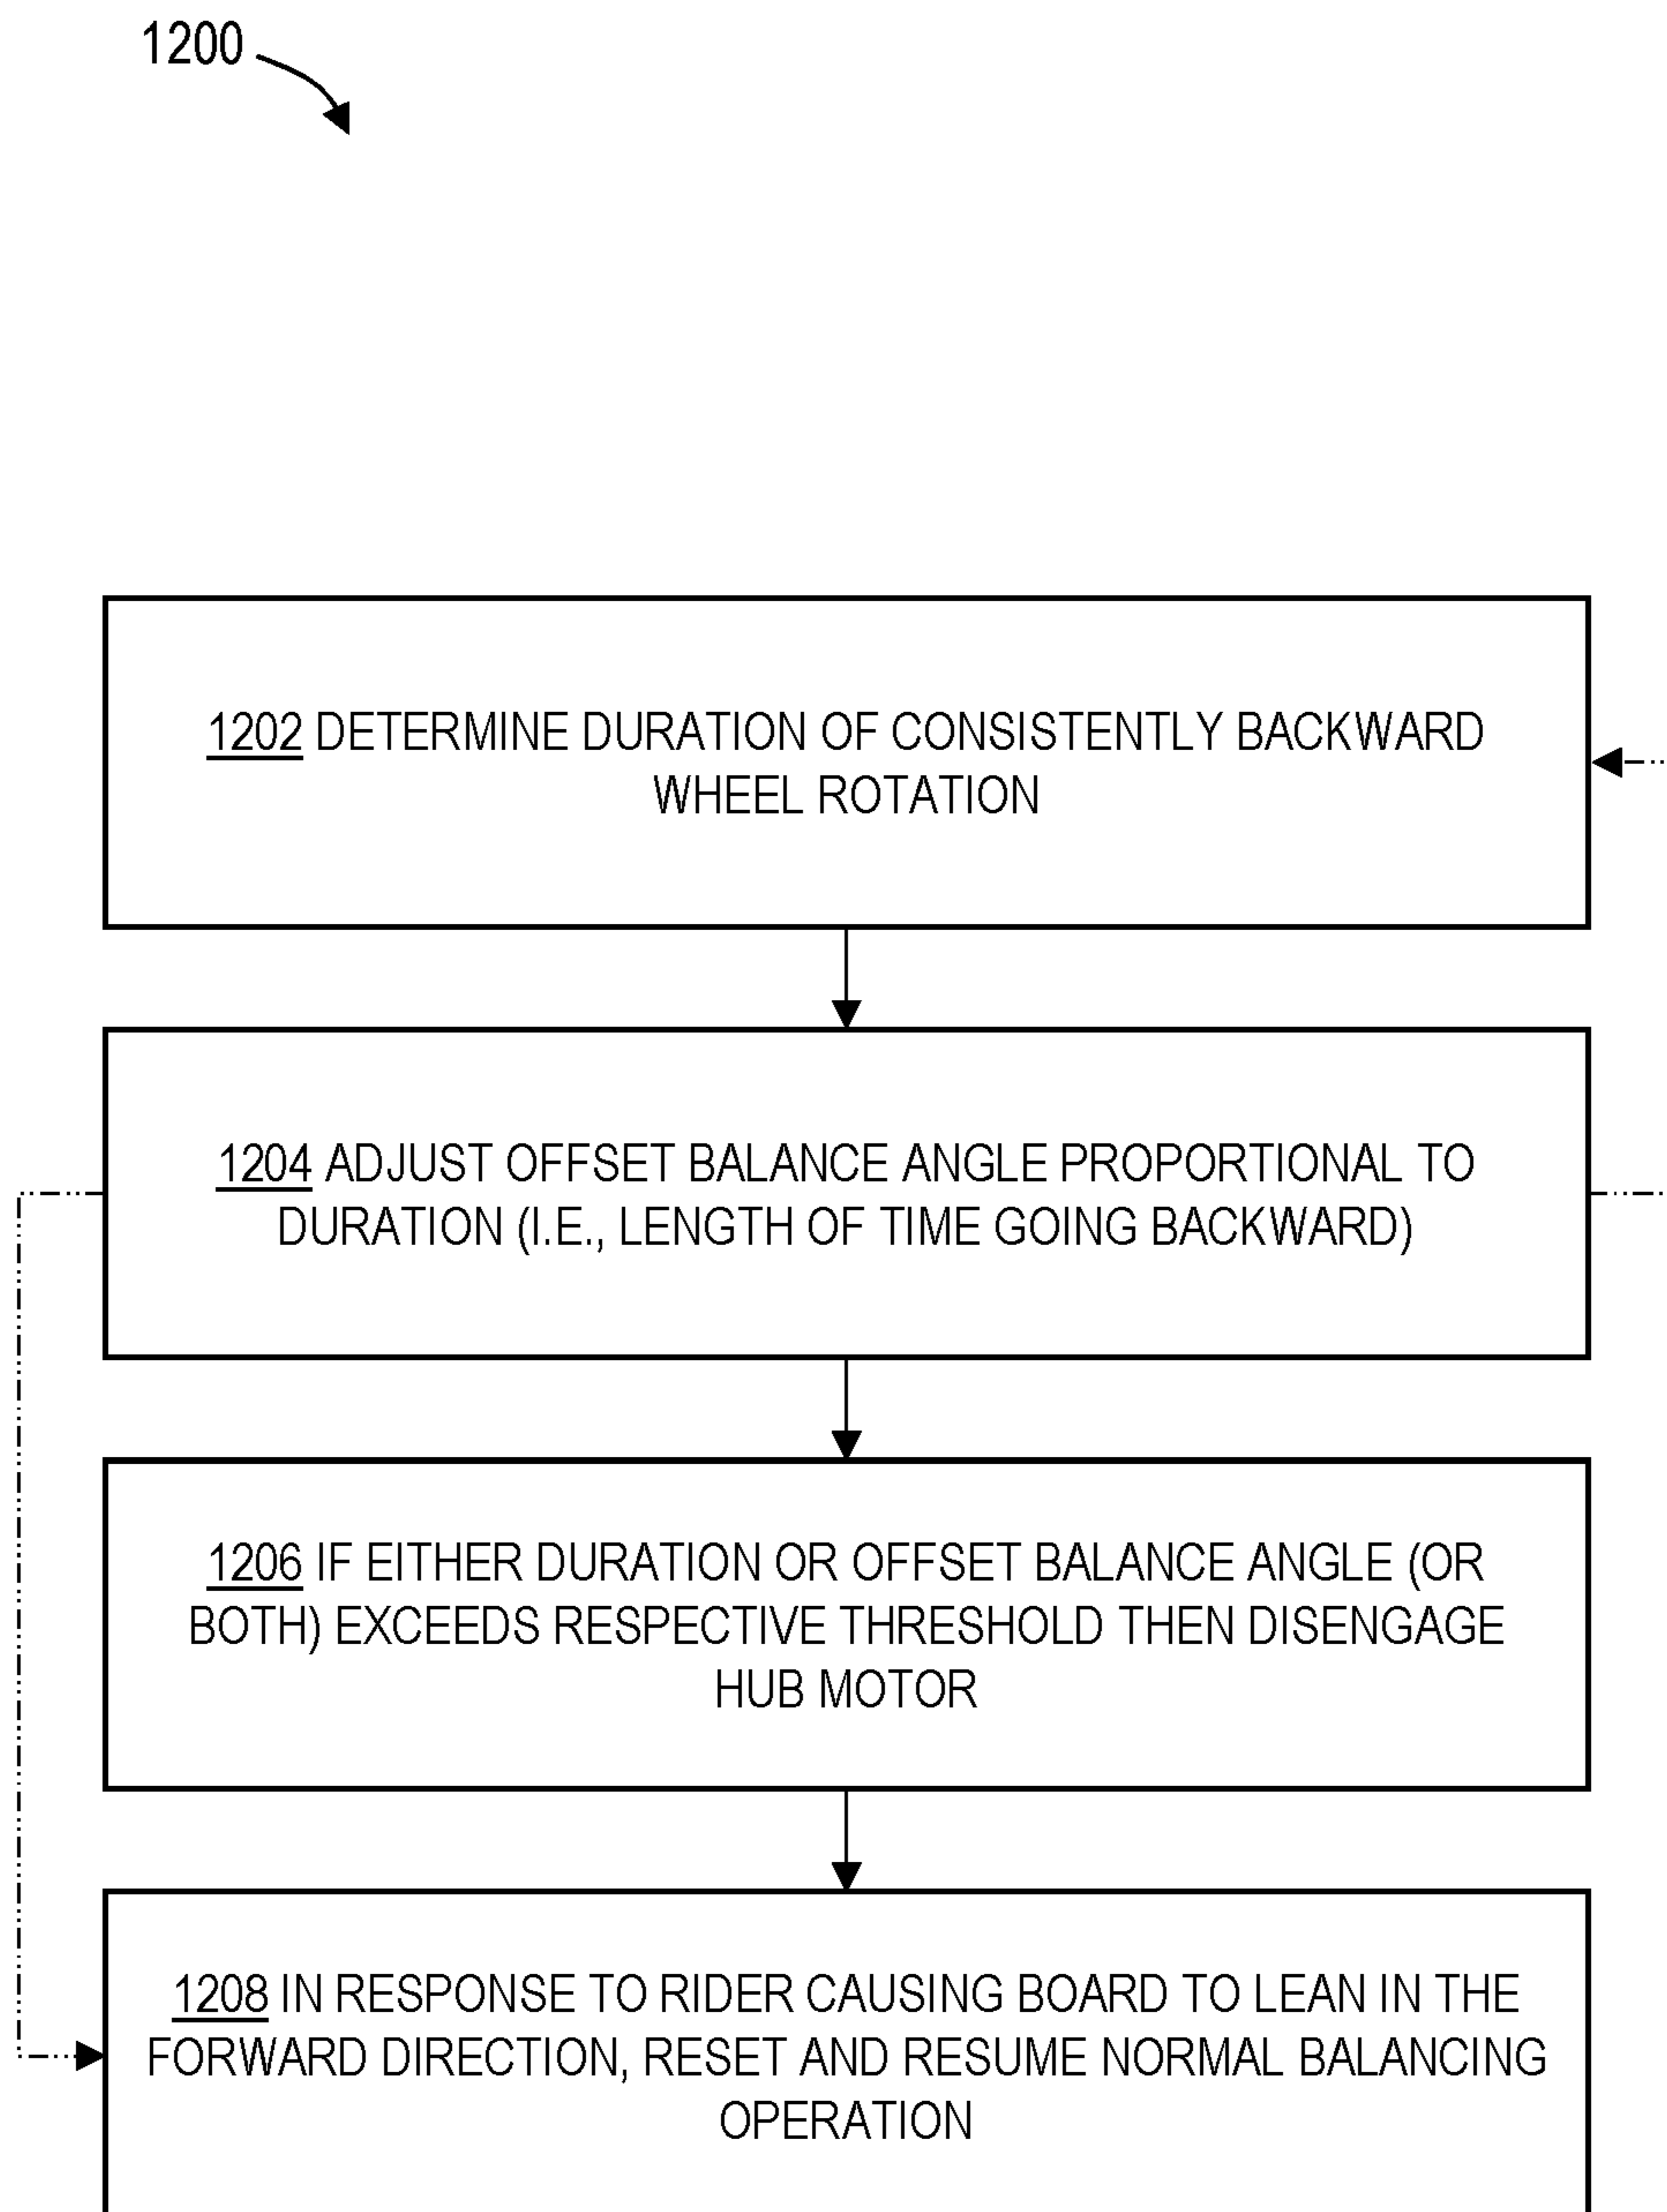 1200
1202 DETERMINE DURATION OF CONSISTENTLY BACKWARD
WHEEL ROTATION
1204 ADJUST OFFSET BALANCE ANGLE PROPORTIONAL TO
DURATION (I.E., LENGTH OF TIME GOING BACKWARD)
1206 IF EITHER DURATION OR OFFSET BALANCE ANGLE (OR
BOTH) EXCEEDS RESPECTIVE THRESHOLD THEN DISENGAGE
HUB MOTOR
1208 IN RESPONSE TO RIDER CAUSING BOARD TO LEAN IN THE
FORWARD DIRECTION, RESET AND RESUME NORMAL BALANCING
OPERATION